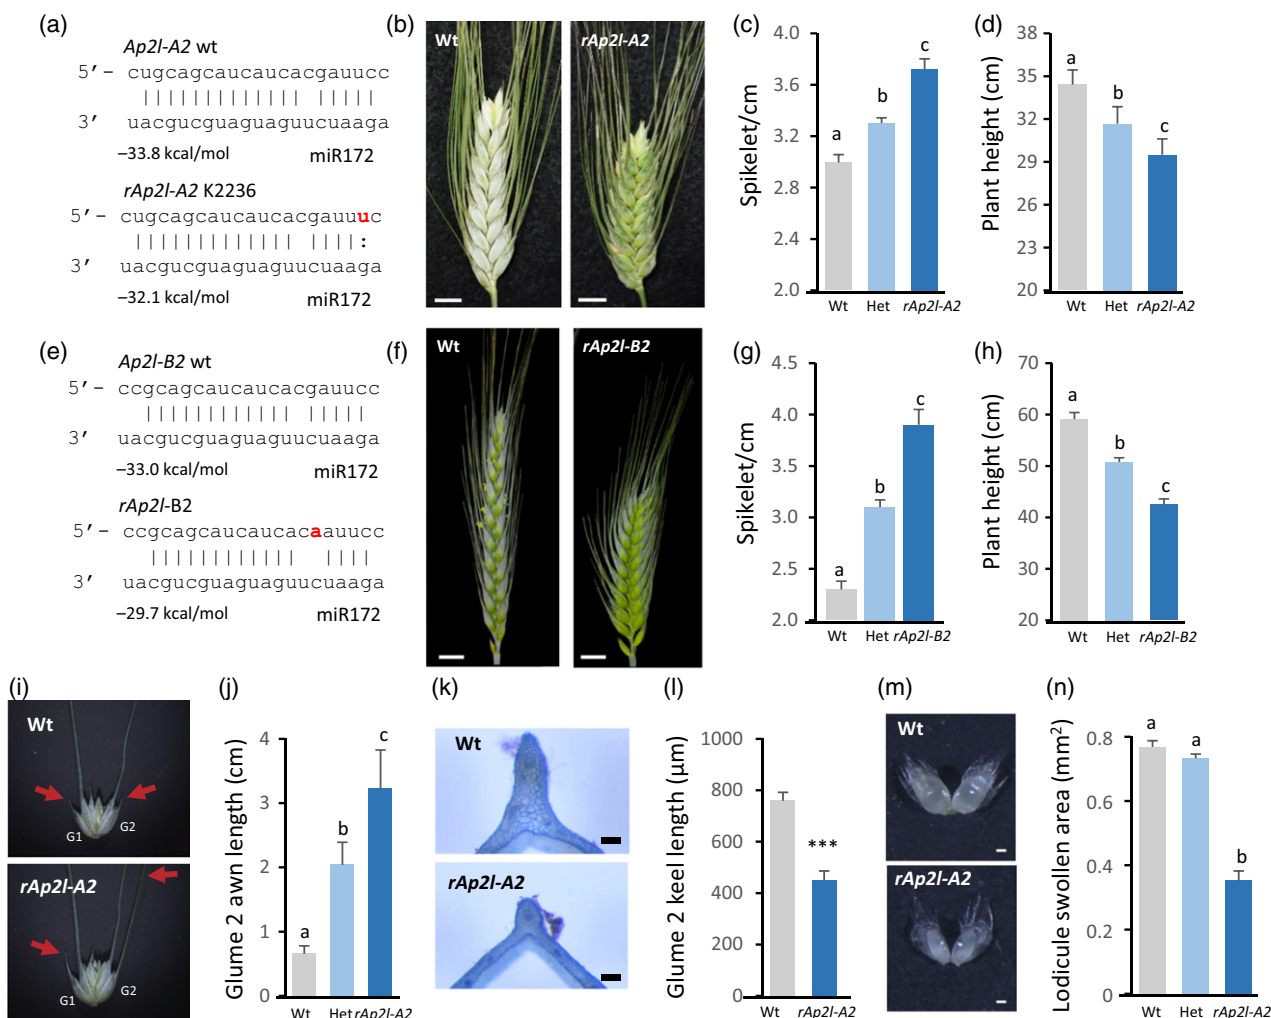 (a)
Ap2l-A2 wt
5’– cugcagcaucaucacgauucc
||||||||||||| |||||
3’ uacgucguaguaguucuaaga
–33.8 kcal/mol miR172
rAp2l-A2 K2236
5’– cugcagcaucaucacgauuuc
||||||||||||| ||||:
3’ uacgucguaguaguucuaaga
–32.1 kcal/mol miR172
(b)
Wt
rAp2l-A2
(c)
Spikelet/cm
4.0
3.6
3.2
2.8
2.4
2.0
a
b
c
Wt Het rAp2l-A2
(d)
Plant height (cm)
38
35
32
29
26
23
20
a
b
c
Wt Het rAp2l-A2
(e)
Ap2l-B2 wt
5’– ccgcagcaucaucacgauucc
|||||||||||| |||||
3’ uacgucguaguaguucuaaga
–33.0 kcal/mol miR172
rAp2l-B2
5’– ccgcagcaucaucacaauucc
|||||||||||| ||||
3’ uacgucguaguaguucuaaga
–29.7 kcal/mol miR172
(f)
Wt
rAp2l-B2
(g)
Spikelet/cm
4.5
4.0
3.5
3.0
2.5
2.0
a
b
c
Wt Het rAp2l-B2
(h)
Plant height (cm)
70
60
50
40
30
20
a
b
c
Wt Het rAp2l-B2
(i)
Wt
G1 G2
rAp2l-A2
G1 G2
(j)
Glume 2 awn length (cm)
4
3
2
1
0
a
b
c
Wt Het rAp2l-A2
(k)
Wt
rAp2l-A2
(l)
Glume 2 keel length (μm)
1000
800
600
400
200
0
***
Wt rAp2l-A2
(m)
Wt
rAp2l-A2
(n)
Lodicule swollen area (mm²)
0.8
0.6
0.4
0.2
0
a
a
b
Wt Het rAp2l-A2